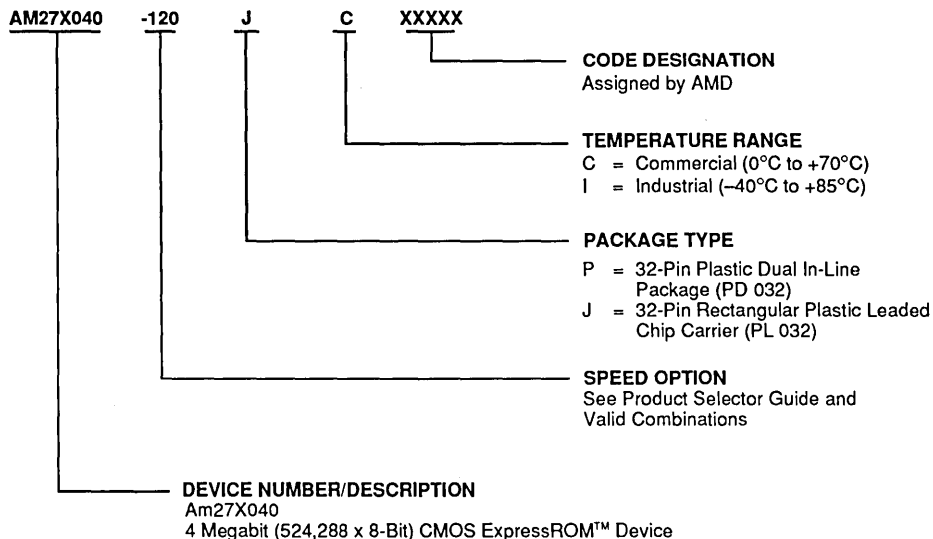 AM27X040 -120 J C XXXXX
CODE DESIGNATION
Assigned by AMD
TEMPERATURE RANGE
C = Commercial (0°C to +70°C)
I = Industrial (–40°C to +85°C)
PACKAGE TYPE
P = 32-Pin Plastic Dual In-Line
Package (PD 032)
J = 32-Pin Rectangular Plastic Leaded
Chip Carrier (PL 032)
SPEED OPTION
See Product Selector Guide and
Valid Combinations
DEVICE NUMBER/DESCRIPTION
Am27X040
4 Megabit (524,288 x 8-Bit) CMOS ExpressROM™ Device